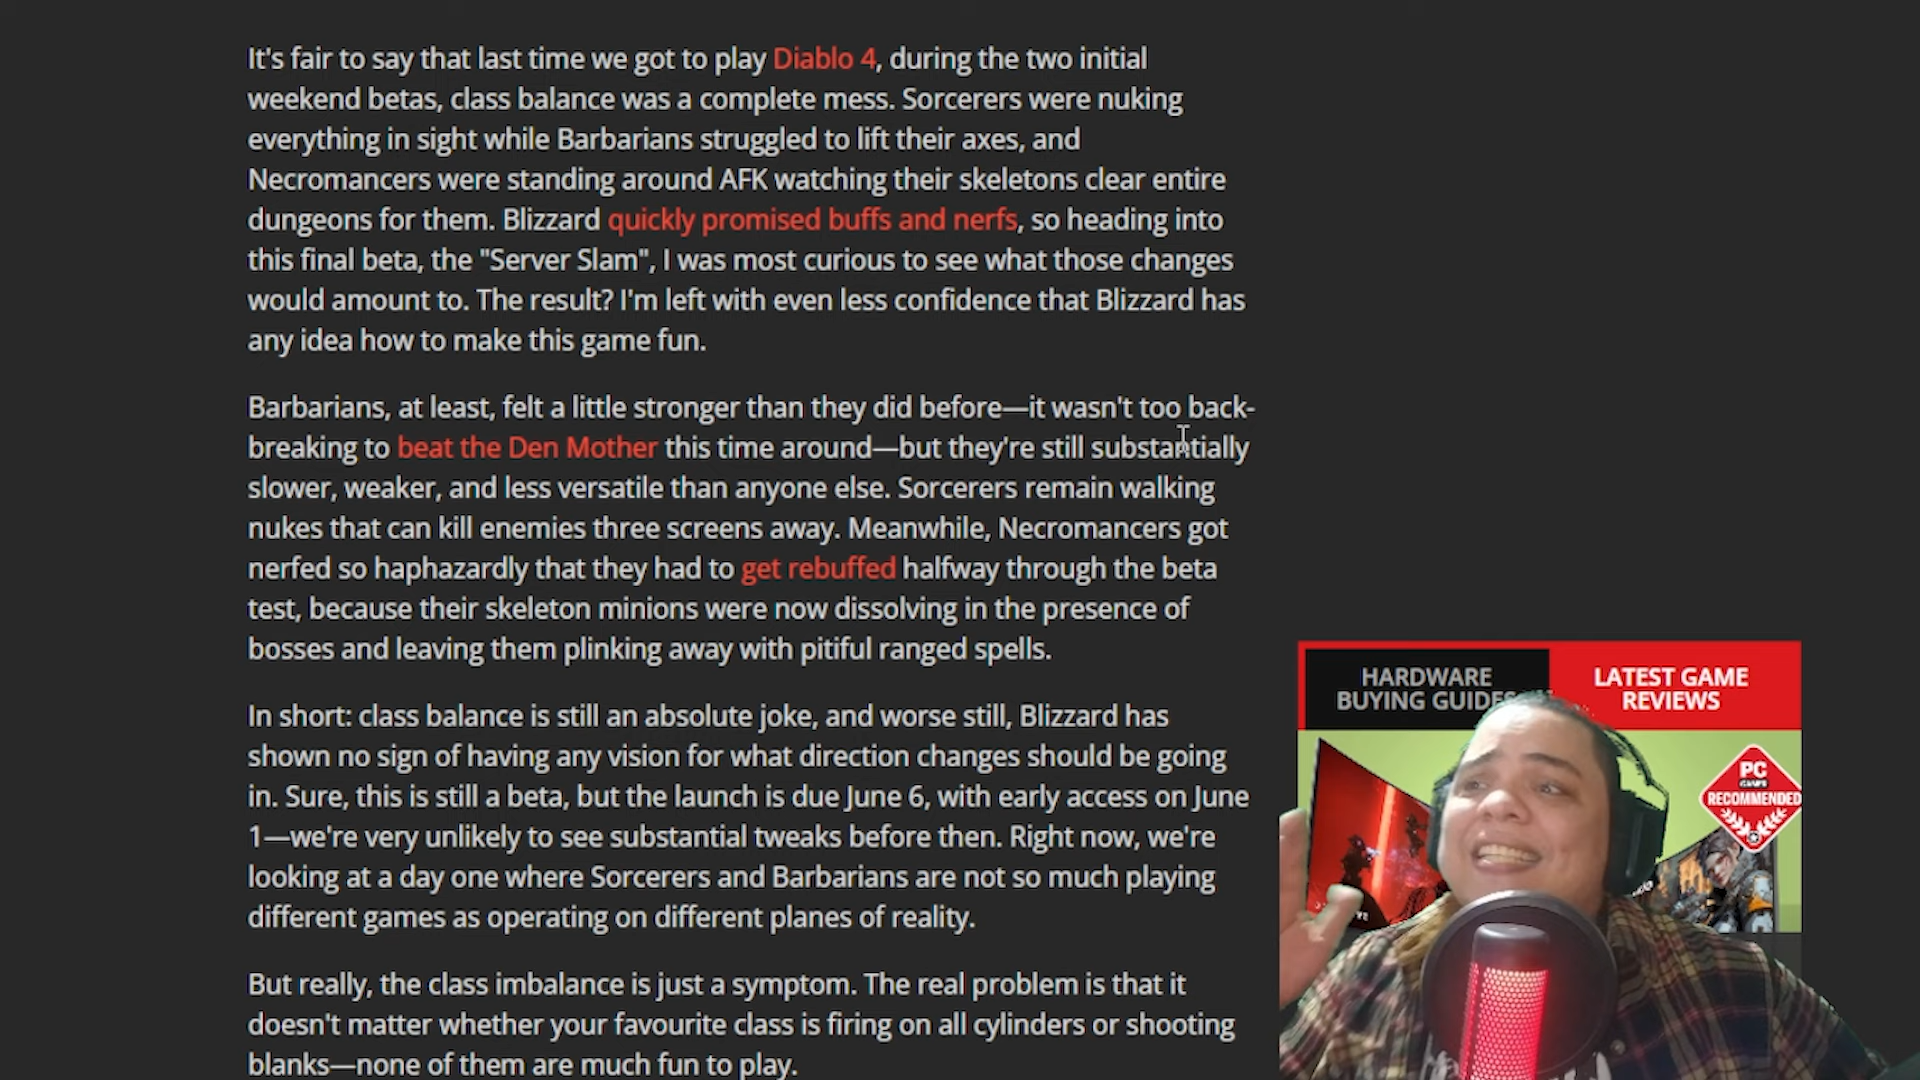 It's fair to say that last time we got to play Diablo 4, during the two initial
weekend betas, class balance was a complete mess. Sorcerers were nuking
everything in sight while Barbarians struggled to lift their axes, and
Necromancers were standing around AFK watching their skeletons clear entire
dungeons for them. Blizzard quickly promised buffs and nerfs, so heading into
this final beta, the "Server Slam", I was most curious to see what those changes
would amount to. The result? I'm left with even less confidence that Blizzard has
any idea how to make this game fun.
Barbarians, at least, felt a little stronger than they did before—it wasn't too back-
breaking to beat the Den Mother this time around—but they're still substantially
slower, weaker, and less versatile than anyone else. Sorcerers remain walking
nukes that can kill enemies three screens away. Meanwhile, Necromancers got
nerfed so haphazardly that they had to get rebuffed halfway through the beta
test, because their skeleton minions were now dissolving in the presence of
bosses and leaving them plinking away with pitiful ranged spells.
In short: class balance is still an absolute joke, and worse still, Blizzard has
shown no sign of having any vision for what direction changes should be going
in. Sure, this is still a beta, but the launch is due June 6, with early access on June
1—we're very unlikely to see substantial tweaks before then. Right now, we're
looking at a day one where Sorcerers and Barbarians are not so much playing
different games as operating on different planes of reality.
But really, the class imbalance is just a symptom. The real problem is that it
doesn't matter whether your favourite class is firing on all cylinders or shooting
blanks—none of them are much fun to play.
HARDWARE
BUYING GUIDES
LATEST GAME
REVIEWS
PC
GAMER
RECOMMENDED